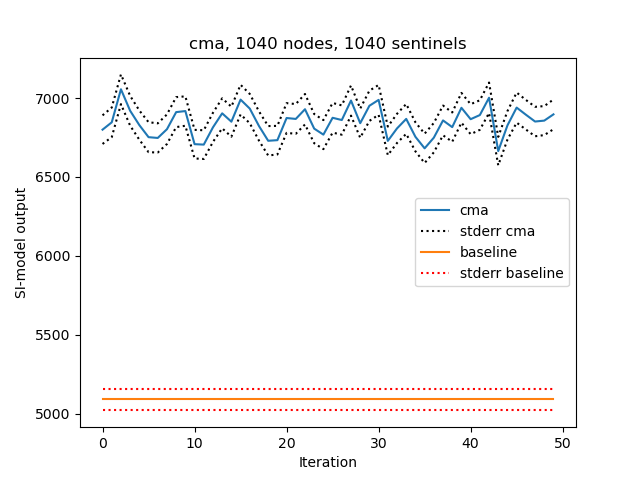 cma, 1040 nodes, 1040 sentinels
7000
6500
6000
5500
5000
SI-model output
cma
stderr cma
baseline
stderr baseline
0 10 20 30 40 50
Iteration